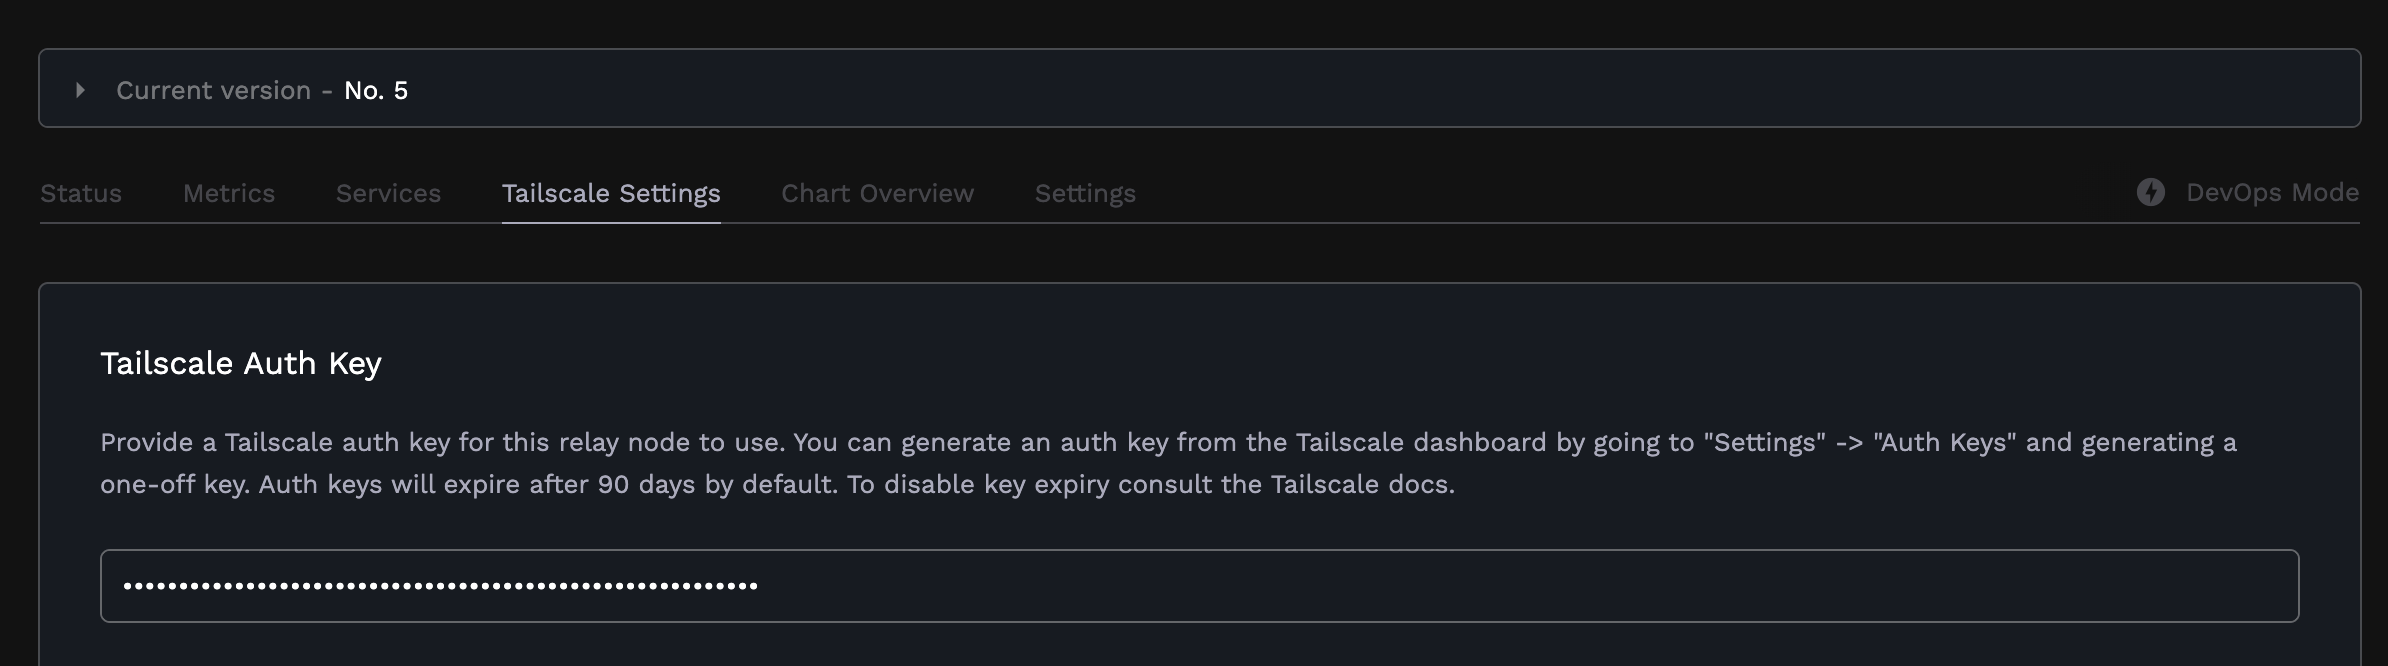 Current version - No. 5
Status Metrics Services Tailscale Settings Chart Overview Settings DevOps Mode
Tailscale Auth Key
Provide a Tailscale auth key for this relay node to use. You can generate an auth key from the Tailscale dashboard by going to "Settings" -> "Auth Keys" and generating a
one-off key. Auth keys will expire after 90 days by default. To disable key expiry consult the Tailscale docs.